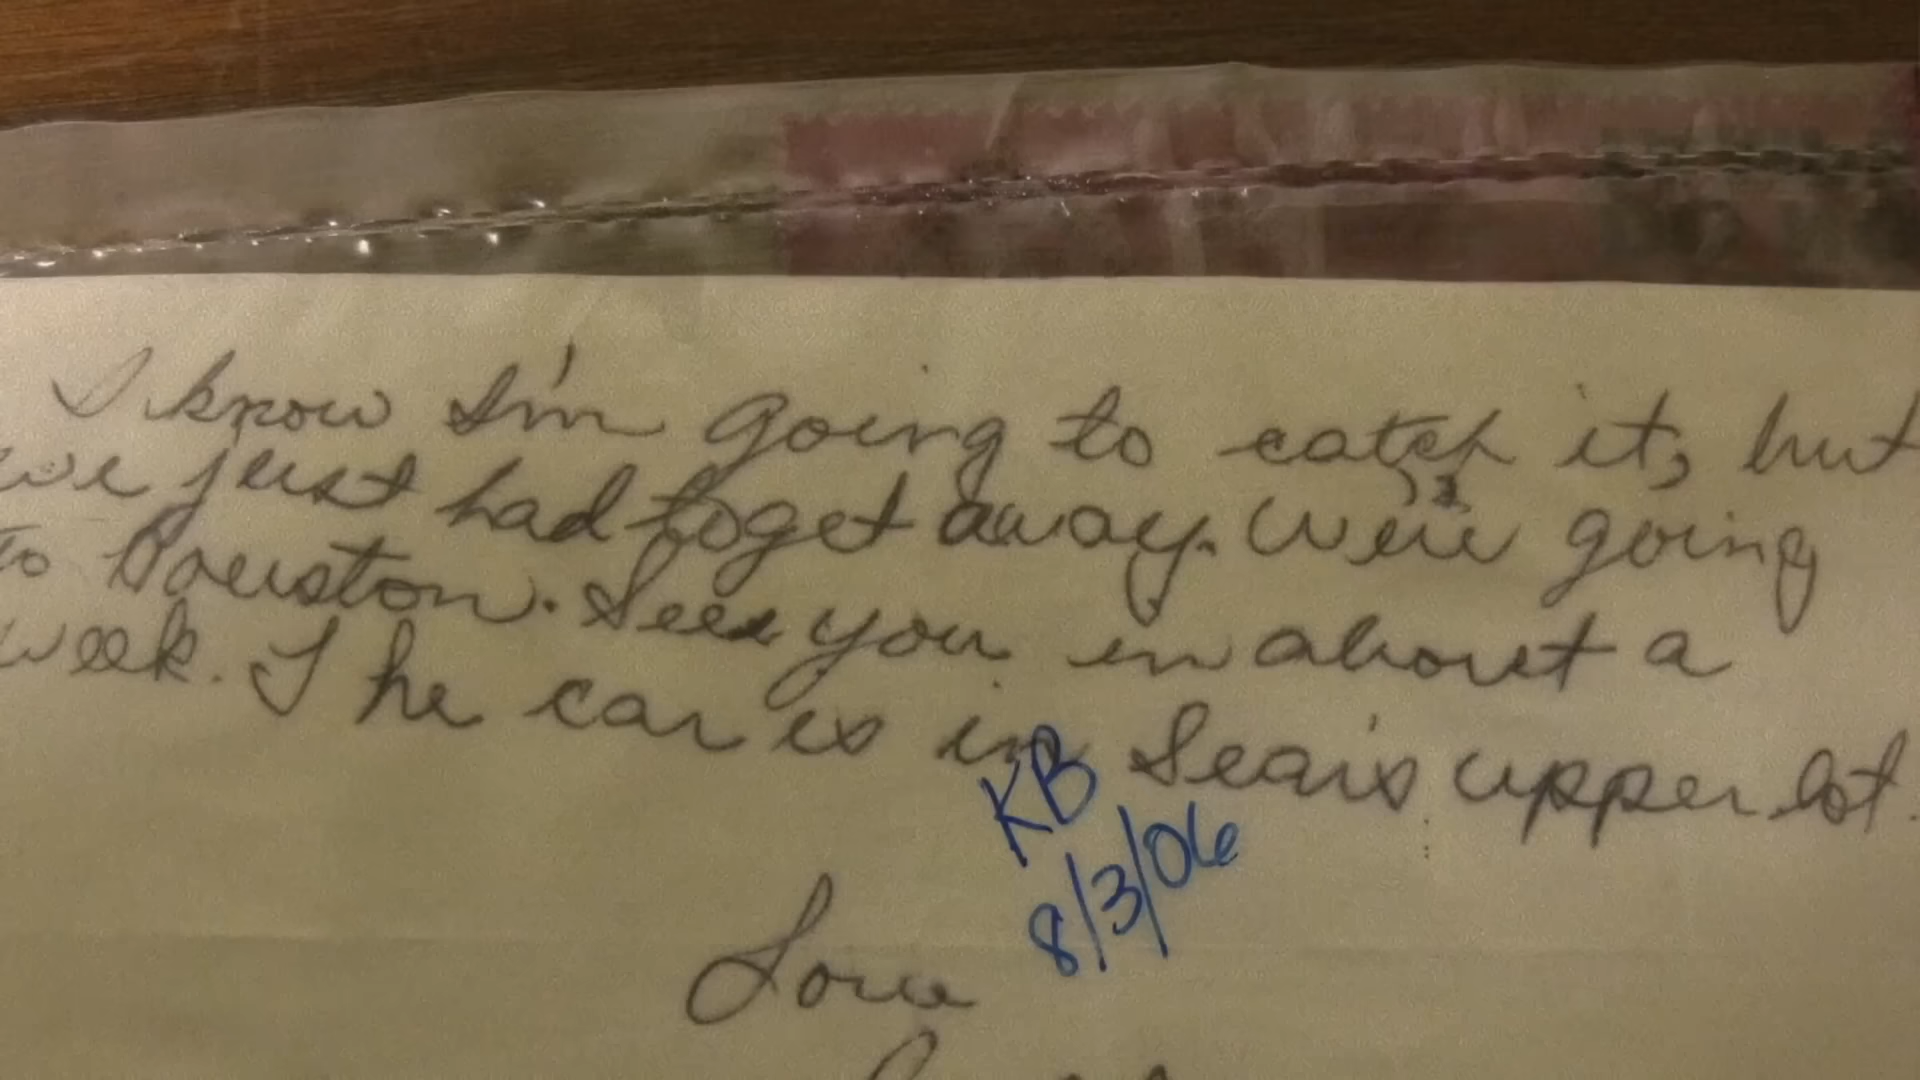 I know I'm going to catch it, but
we just had to get away. We're going
to Houston. See you in about a
week. The car is in Sear's upper lot.
KB
8/3/06
Love